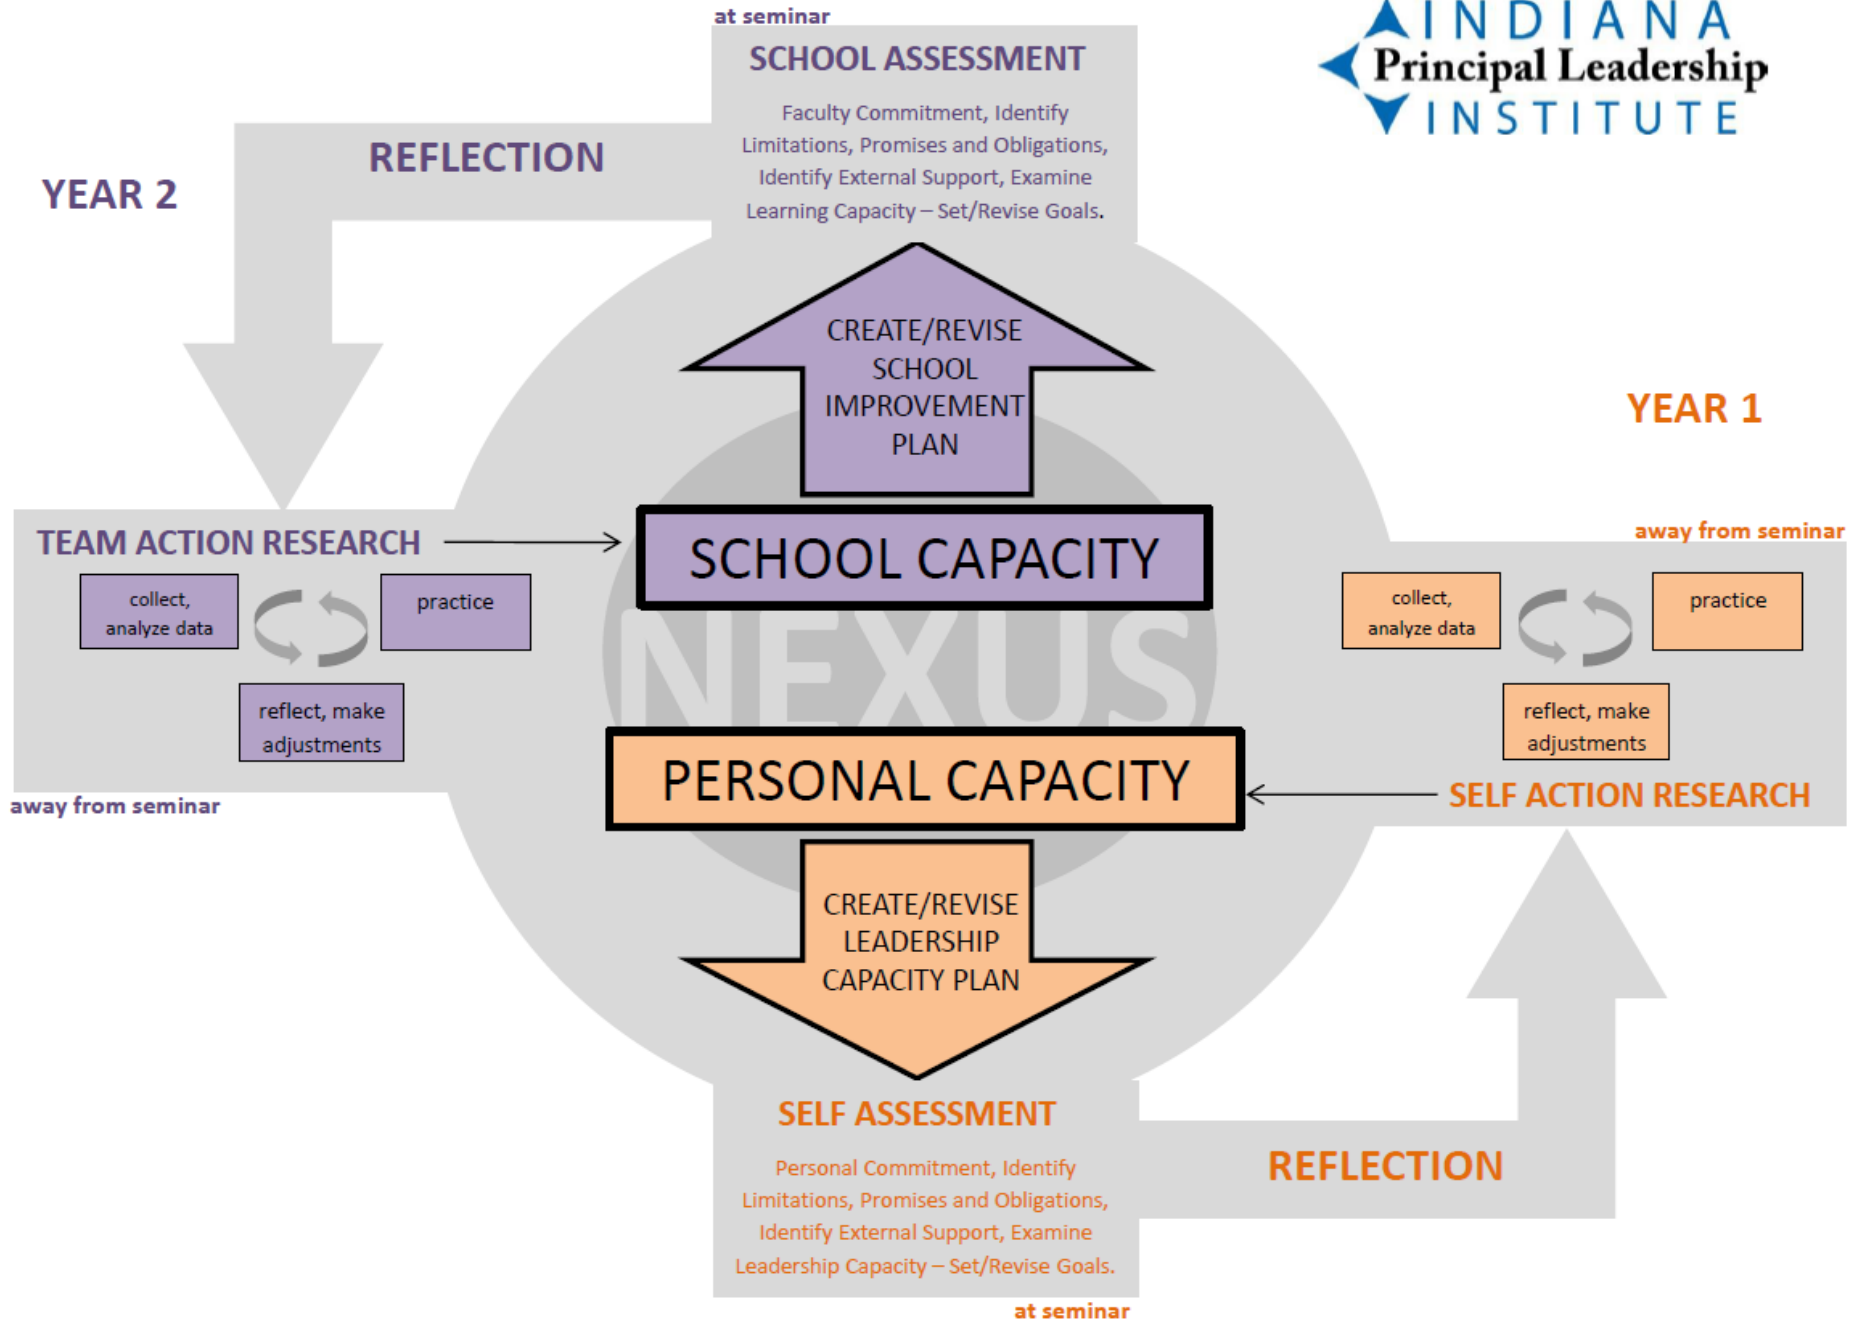 at seminar
SCHOOL ASSESSMENT
Faculty Commitment, Identify
Limitations, Promises and Obligations,
Identify External Support, Examine
Learning Capacity – Set/Revise Goals.
INDIANA
Principal Leadership
INSTITUTE
REFLECTION
YEAR 2
CREATE/REVISE
SCHOOL
IMPROVEMENT
PLAN
YEAR 1
TEAM ACTION RESEARCH
collect,
analyze data
practice
reflect, make
adjustments
away from seminar
SCHOOL CAPACITY
NEXUS
PERSONAL CAPACITY
away from seminar
collect,
analyze data
practice
reflect, make
adjustments
SELF ACTION RESEARCH
CREATE/REVISE
LEADERSHIP
CAPACITY PLAN
SELF ASSESSMENT
Personal Commitment, Identify
Limitations, Promises and Obligations,
Identify External Support, Examine
Leadership Capacity – Set/Revise Goals.
at seminar
REFLECTION